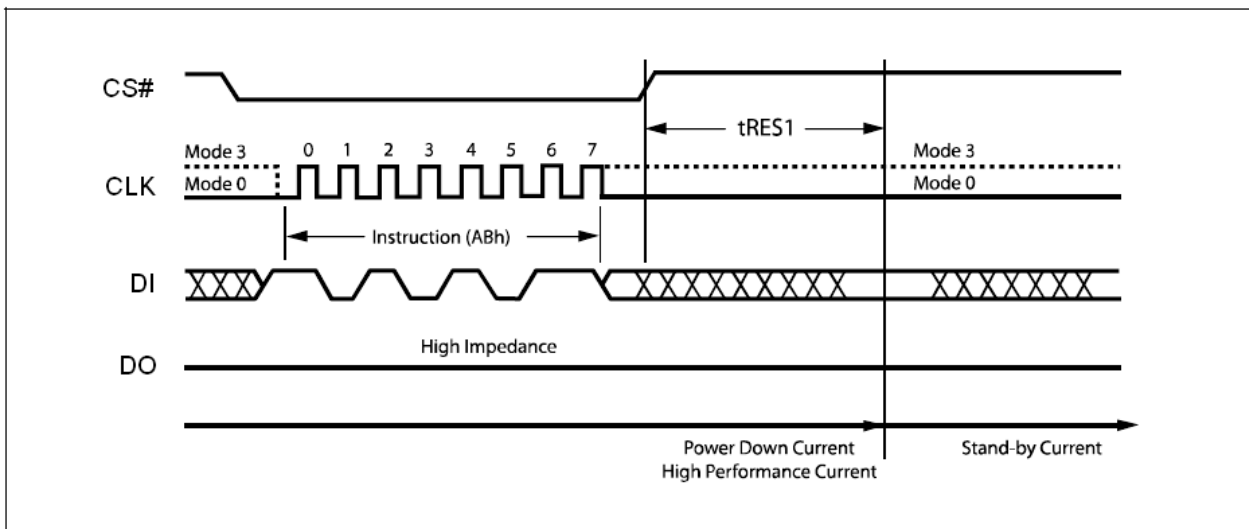 CS#
tRES1
Mode 3
0 1 2 3 4 5 6 7
Mode 3
CLK
Mode 0
Mode 0
Instruction (ABh)
DI
High Impedance
DO
Power Down Current
High Performance Current
Stand-by Current